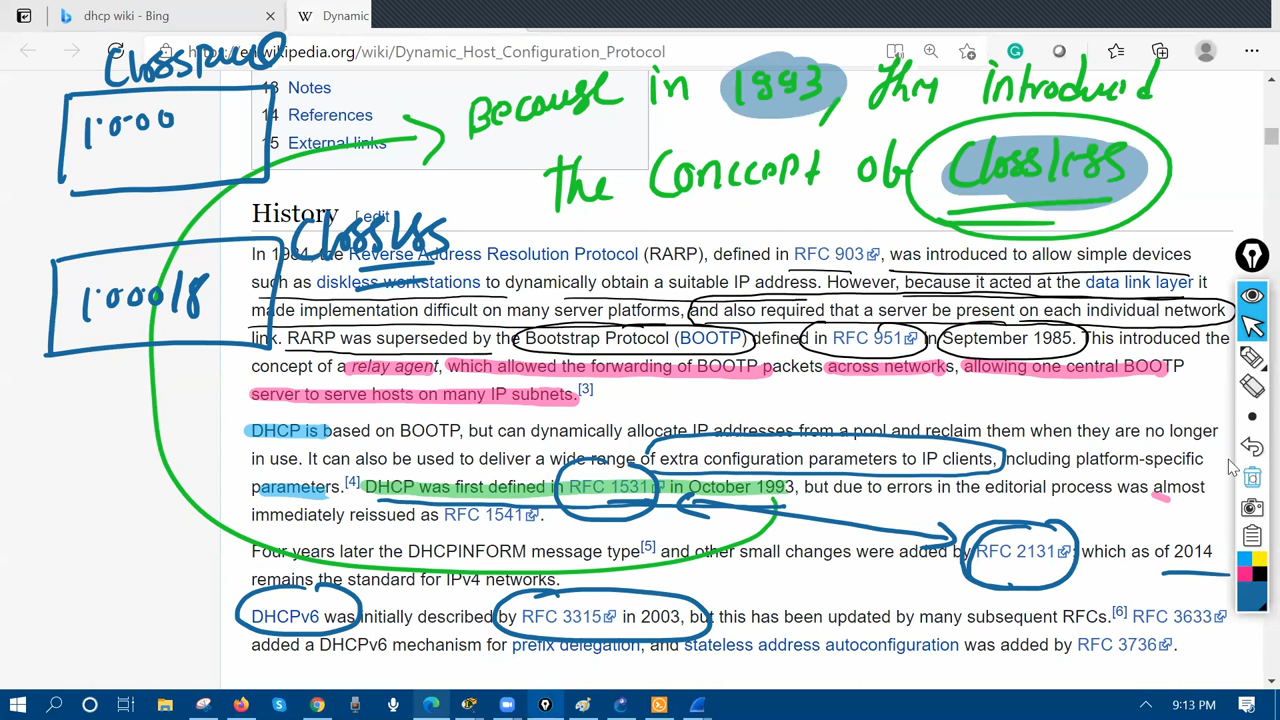 dhcp wiki - Bing
Dynamic
https://en.wikipedia.org/wiki/Dynamic_Host_Configuration_Protocol
Because in 1993, they introduced
the Concept of Classless
1.0.0.0
Classless
1.0.0.0/8
13 Notes
14 References
15 External links
History [ edit
In 1984, the Reverse Address Resolution Protocol (RARP), defined in RFC 903, was introduced to allow simple devices
such as diskless workstations to dynamically obtain a suitable IP address. However, because it acted at the data link layer it
made implementation difficult on many server platforms, and also required that a server be present on each individual network
link. RARP was superseded by the Bootstrap Protocol (BOOTP) defined in RFC 951 in September 1985. This introduced the
concept of a relay agent, which allowed the forwarding of BOOTP packets across networks, allowing one central BOOTP
server to serve hosts on many IP subnets.[3]
DHCP is based on BOOTP, but can dynamically allocate IP addresses from a pool and reclaim them when they are no longer
in use. It can also be used to deliver a wide range of extra configuration parameters to IP clients, including platform-specific
parameters.[4] DHCP was first defined in RFC 1531 in October 1993, but due to errors in the editorial process was almost
immediately reissued as RFC 1541.
Four years later the DHCPINFORM message type[5] and other small changes were added by RFC 2131; which as of 2014
remains the standard for IPv4 networks.
DHCPv6 was initially described by RFC 3315 in 2003, but this has been updated by many subsequent RFCs.[6] RFC 3633
added a DHCPv6 mechanism for prefix delegation, and stateless address autoconfiguration was added by RFC 3736.
9:13 PM